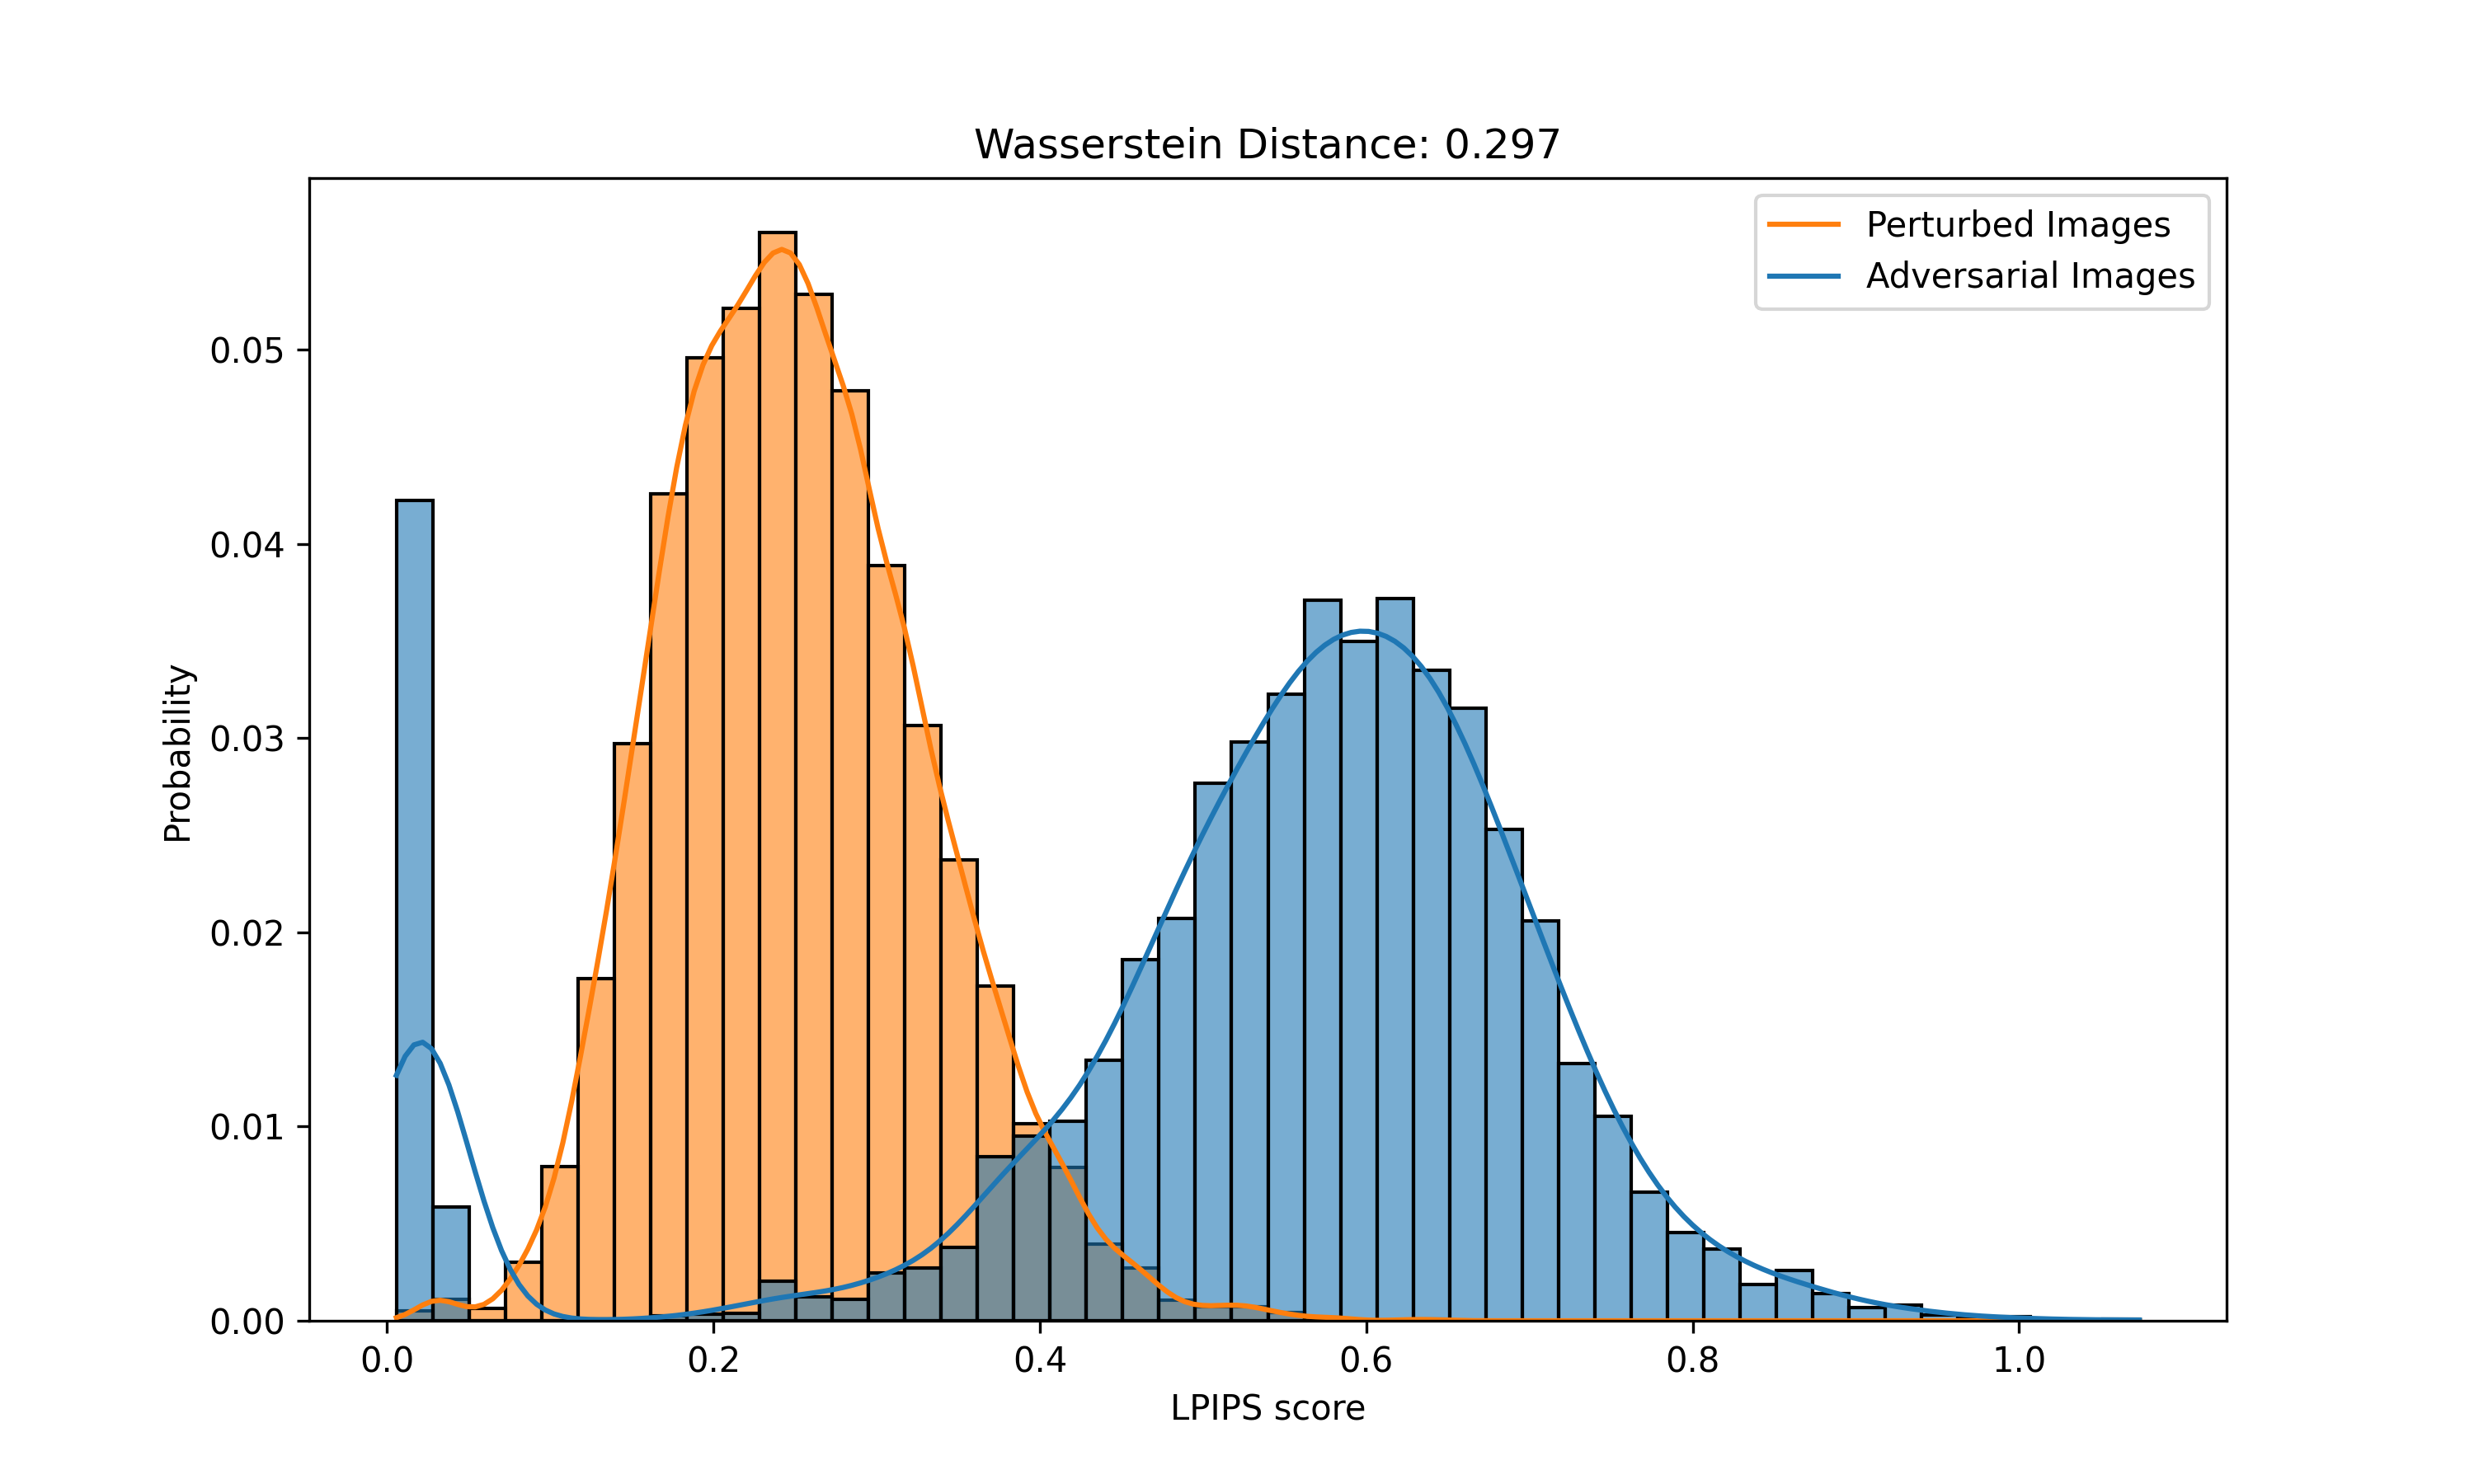 Wasserstein Distance: 0.297
Perturbed Images
Adversarial Images
Probability
0.05
0.04
0.03
0.02
0.01
0.00
0.0 0.2 0.4 0.6 0.8 1.0
LPIPS score